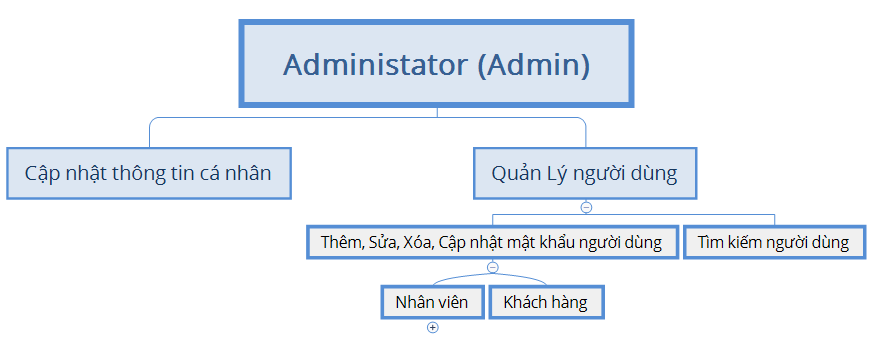 Administator (Admin)
Cập nhật thông tin cá nhân
Quản Lý người dùng
Thêm, Sửa, Xóa, Cập nhật mật khẩu người dùng
Tìm kiếm người dùng
Nhân viên
Khách hàng